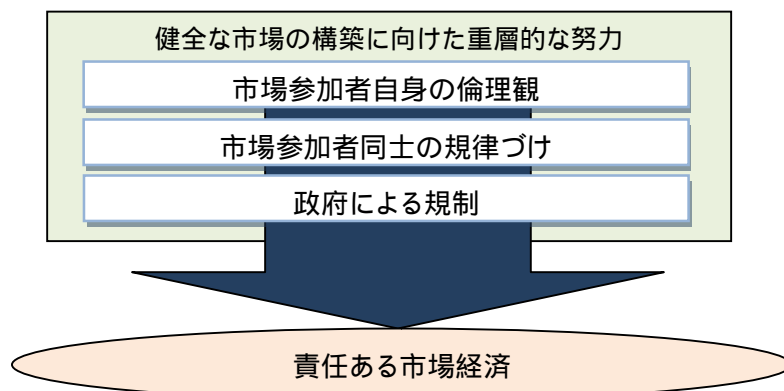 健全な市場の構築に向けた重層的な努力
市場参加者自身の倫理観
市場参加者同士の規律づけ
政府による規制
責任ある市場経済